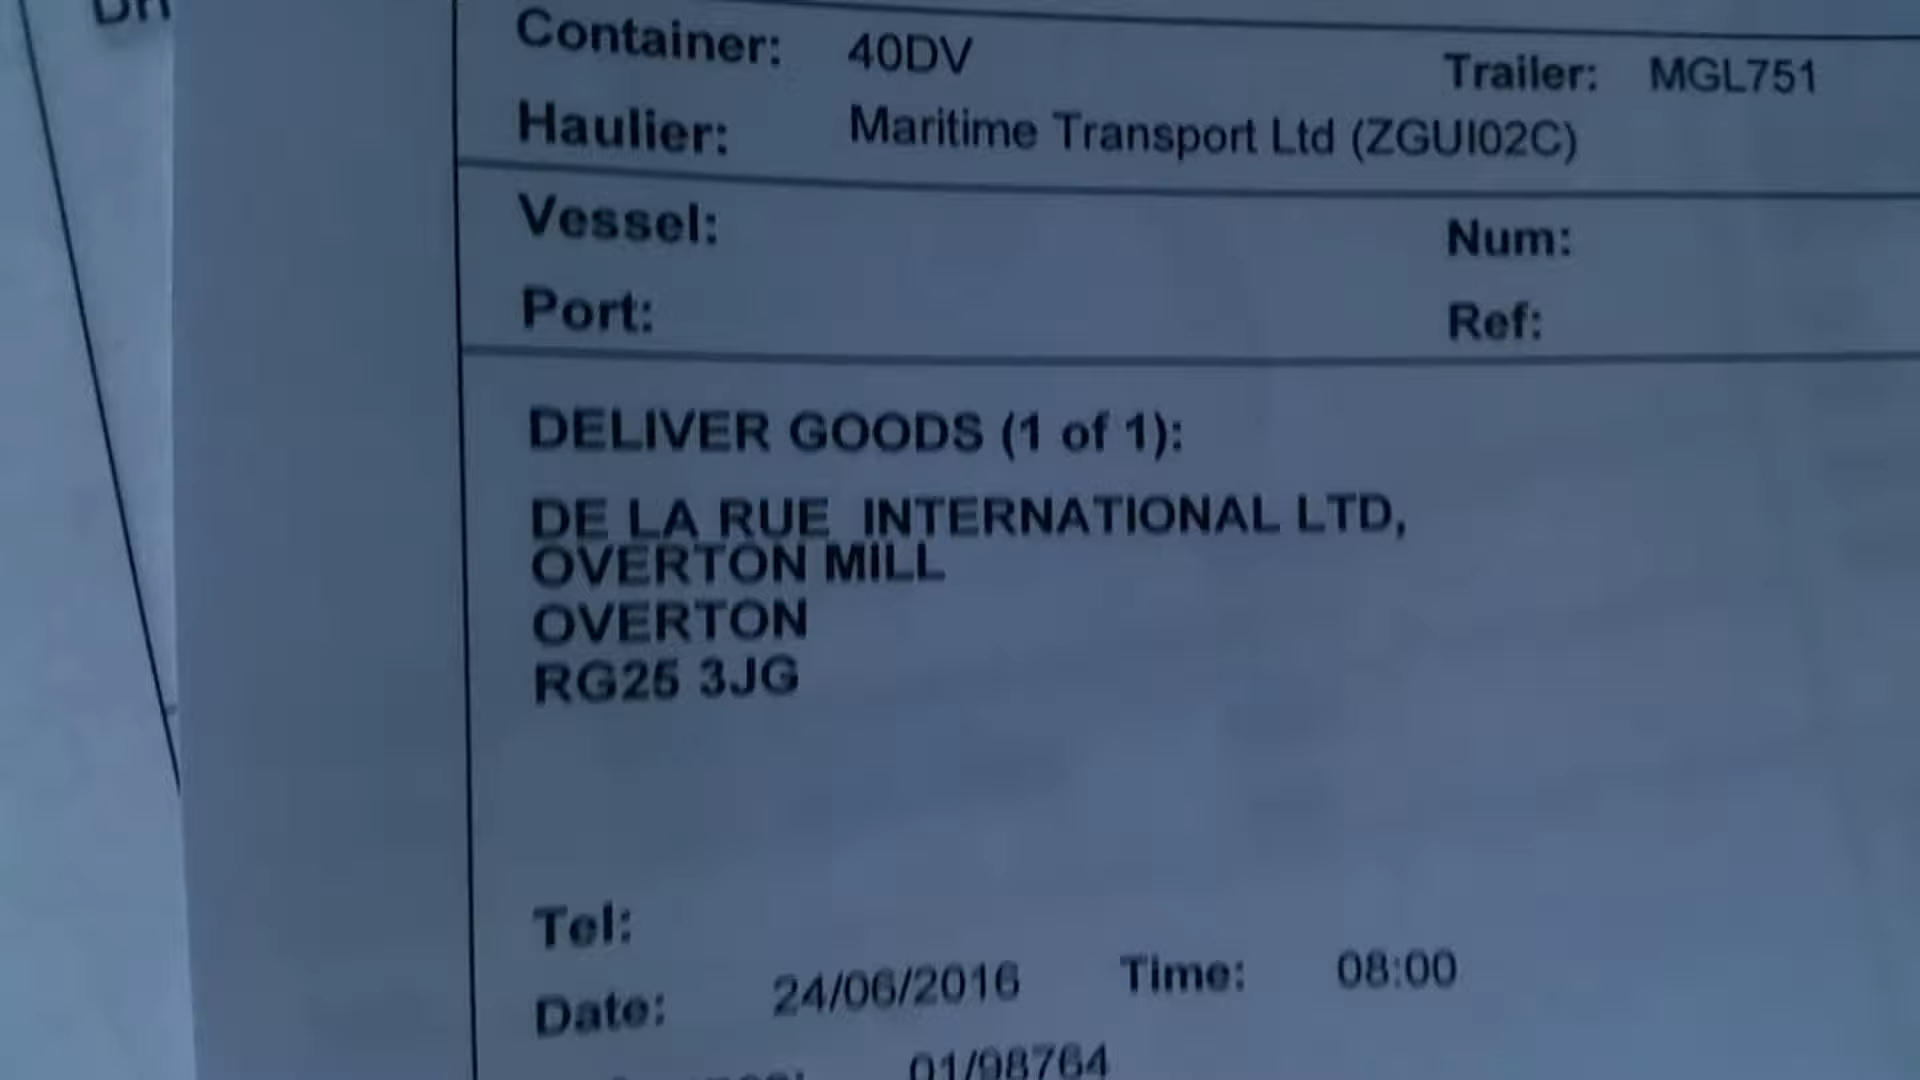 Container: 40DV Trailer: MGL751
Haulier: Maritime Transport Ltd (ZGUI02C)
Vessel: Num:
Port: Ref:
DELIVER GOODS (1 of 1):
DE LA RUE INTERNATIONAL LTD,
OVERTON MILL
OVERTON
RG25 3JG
Tel:
Date: 24/06/2016 Time: 08:00
01/98764